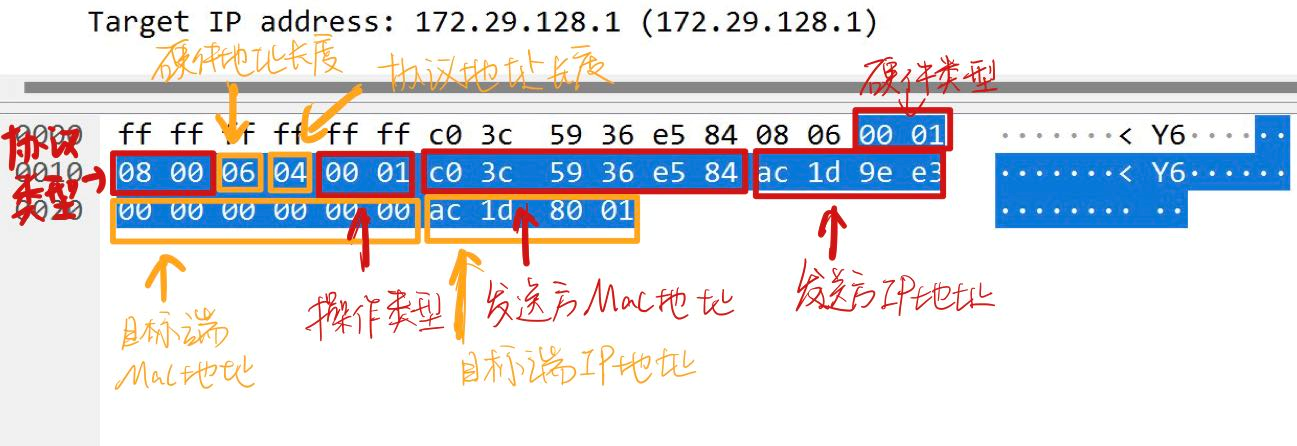 Target IP address: 172.29.128.1 (172.29.128.1)
硬件地址长度
协议地址长度
硬件类型
0000 ff ff ff ff ff ff c0 3c 59 36 e5 84 08 06 00 01 ·······< Y6······
协议类型
0010 08 00 06 04 00 01 c0 3c 59 36 e5 84 ac 1d 9e e3 ·······< Y6······
0020 00 00 00 00 00 00 ac 1d 80 01 ········ ··
操作类型
发送方Mac地址
发送方IP地址
目标端
Mac地址
目标端IP地址